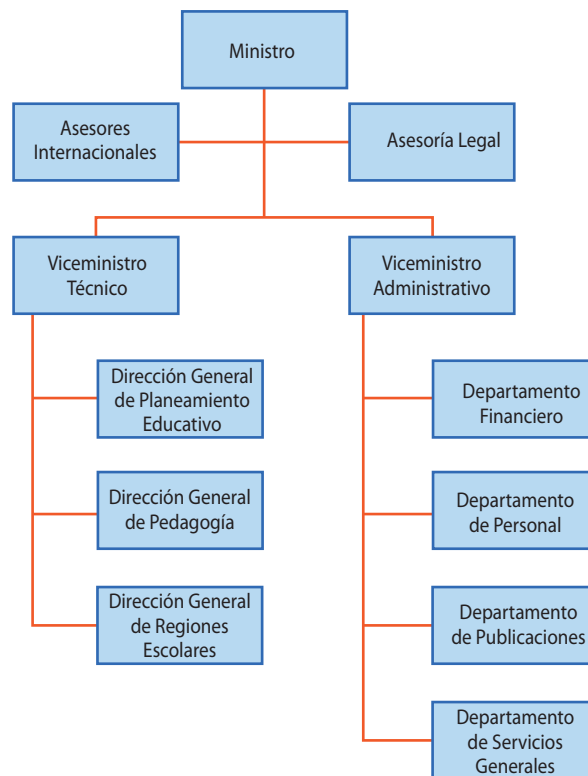 Ministro
Asesores
Internacionales
Asesoría Legal
Viceministro
Técnico
Viceministro
Administrativo
Dirección General
de Planeamiento
Educativo
Dirección General
de Pedagogía
Dirección General
de Regiones
Escolares
Departamento
Financiero
Departamento
de Personal
Departamento
de Publicaciones
Departamento
de Servicios
Generales